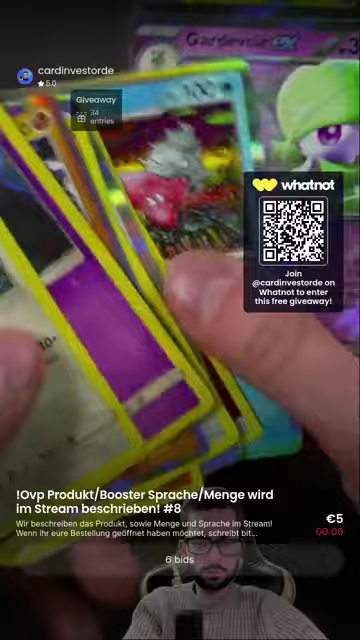 Gardevoir ex
cardinvestorde
5.0
Giveaway
34
entries
whatnot
Join
@cardinvestorde on
Whatnot to enter
this free giveaway!
!Ovp Produkt/Booster Sprache/Menge wird
im Stream beschrieben! #8
€5
Wir beschreiben das Produkt, sowie Menge und Sprache im Stream!
00:09
Wenn ihr eure Bestellung geöffnet haben möchtet, schreibt bit...
6 bids